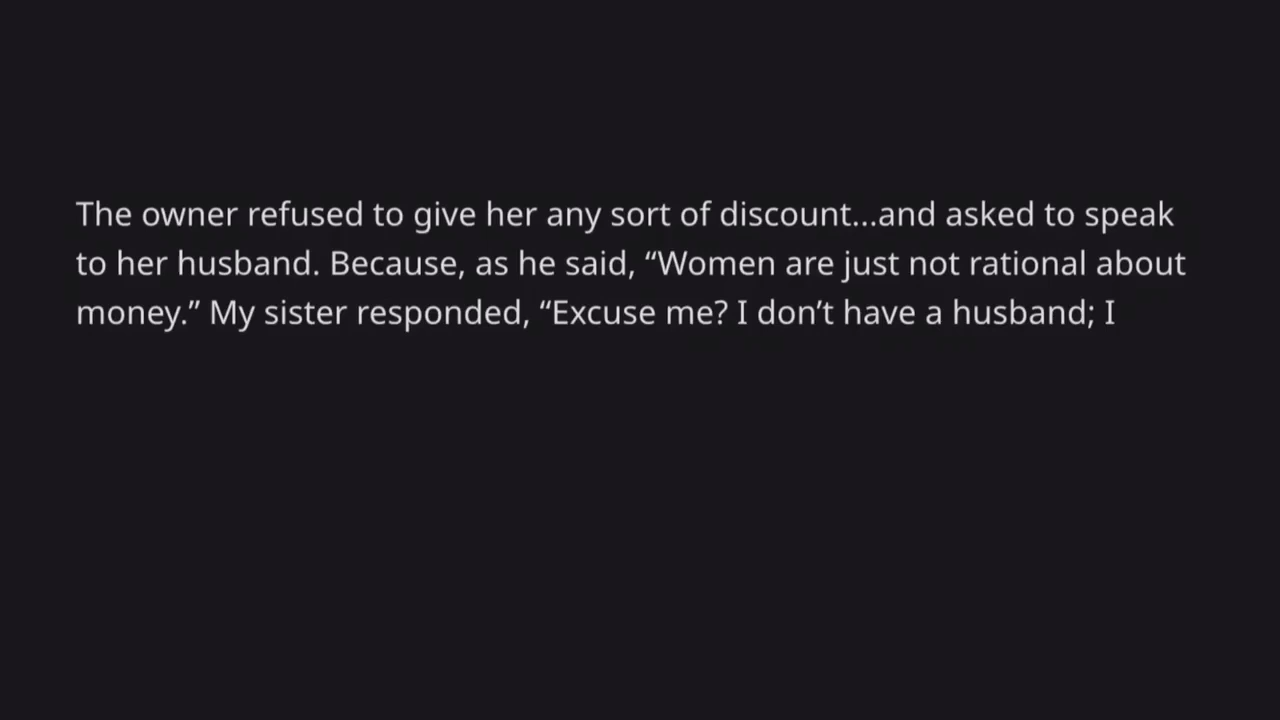 The owner refused to give her any sort of discount...and asked to speak
to her husband. Because, as he said, “Women are just not rational about
money.” My sister responded, “Excuse me? I don’t have a husband; I